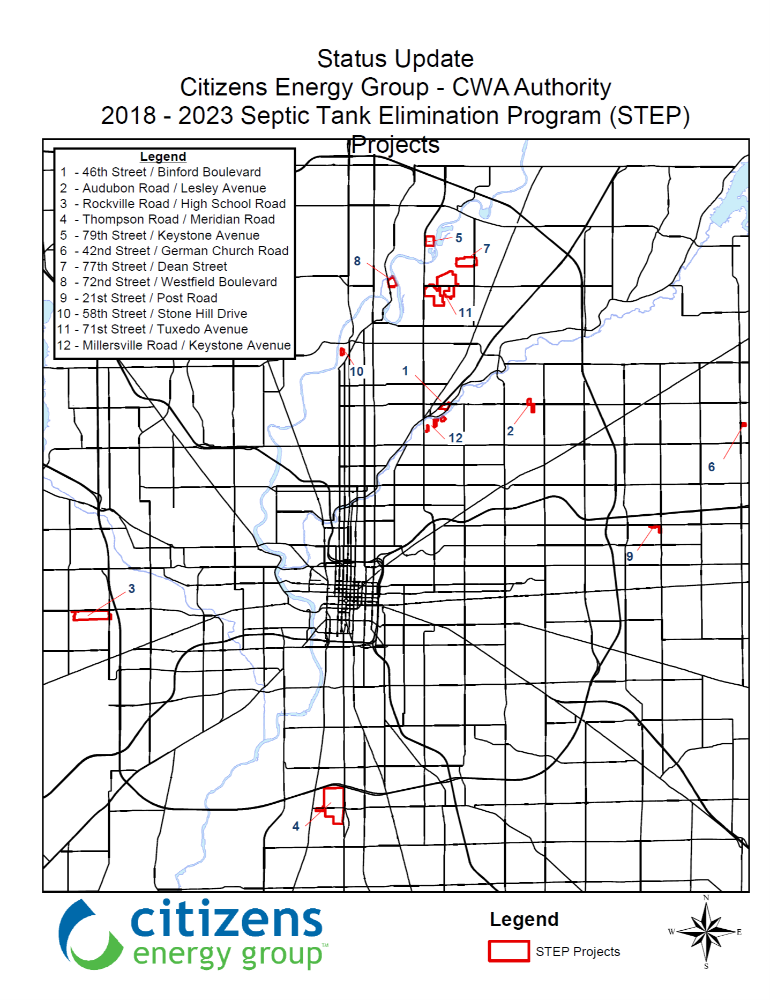 Status Update
Citizens Energy Group - CWA Authority
2018 - 2023 Septic Tank Elimination Program (STEP)
Projects
Legend
1 - 46th Street / Binford Boulevard
2 - Audubon Road / Lesley Avenue
3 - Rockville Road / High School Road
4 - Thompson Road / Meridian Road
5 - 79th Street / Keystone Avenue
6 - 42nd Street / German Church Road
7 - 77th Street / Dean Street
8 - 72nd Street / Westfield Boulevard
9 - 21st Street / Post Road
10 - 58th Street / Stone Hill Drive
11 - 71st Street / Tuxedo Avenue
12 - Millersville Road / Keystone Avenue
5
7
8
11
10
1
2
12
6
9
3
4
citizens
energy group™
Legend
STEP Projects
N
W
E
S